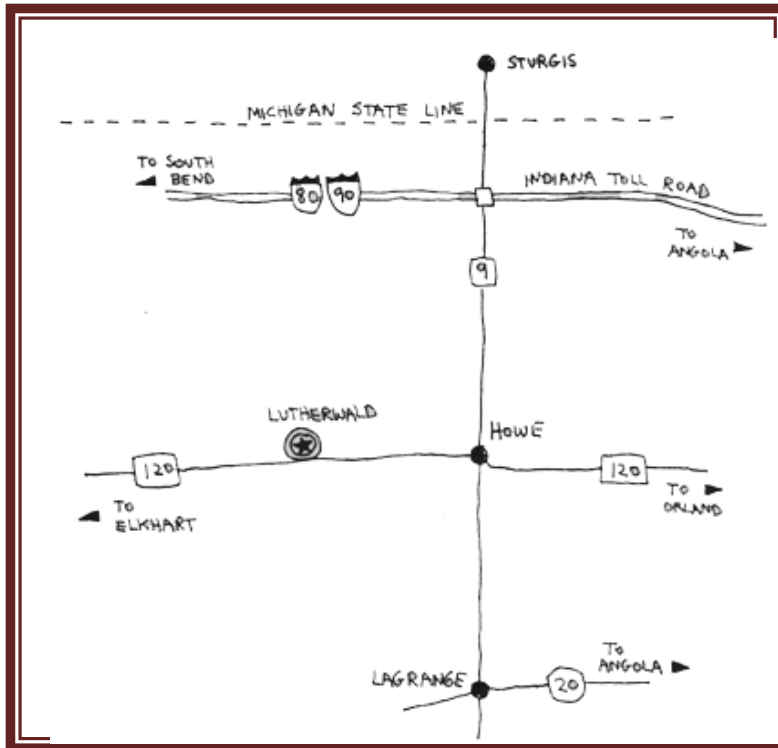 STURGIS
MICHIGAN STATE LINE
TO SOUTH
BEND
80 90
INDIANA TOLL ROAD
TO
ANGOLA
9
LUTHERWALD
HOWE
120
120
TO
ELKHART
TO
ORLAND
TO
ANGOLA
LAGRANGE
20